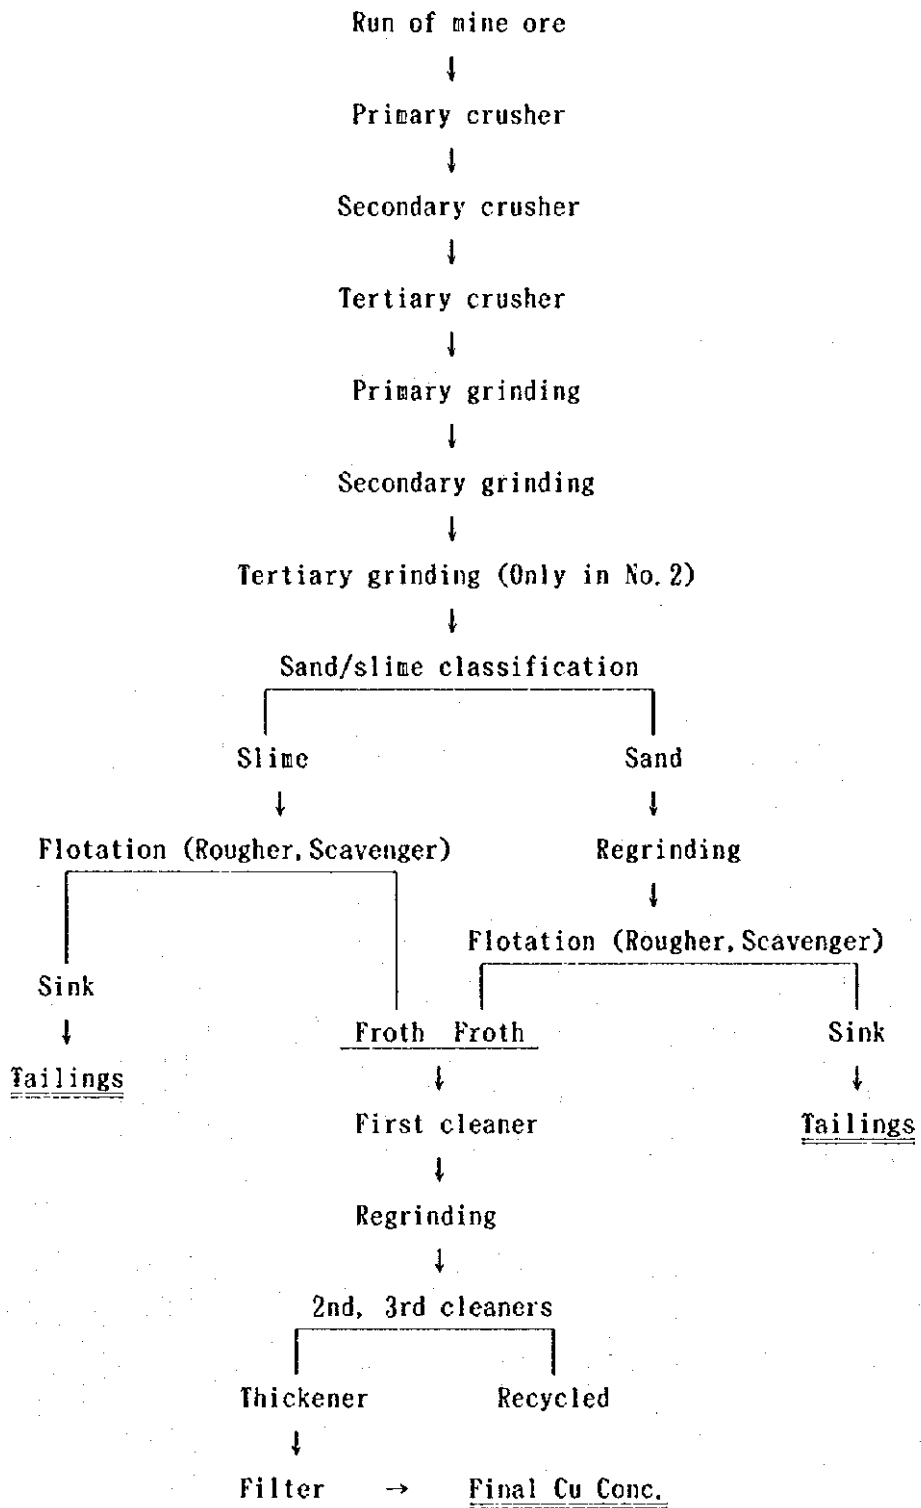 Run of mine ore
↓
Primary crusher
↓
Secondary crusher
↓
Tertiary crusher
↓
Primary grinding
↓
Secondary grinding
↓
Tertiary grinding (Only in No. 2)
↓
Sand/slime classification
Slime Sand
↓ ↓
Flotation (Rougher, Scavenger) Regrinding
↓
Flotation (Rougher, Scavenger)
Sink
↓ Froth Froth Sink
Tailings ↓ ↓
First cleaner Tailings
↓
Regrinding
↓
2nd, 3rd cleaners
Thickener Recycled
↓
Filter → Final Cu Conc.